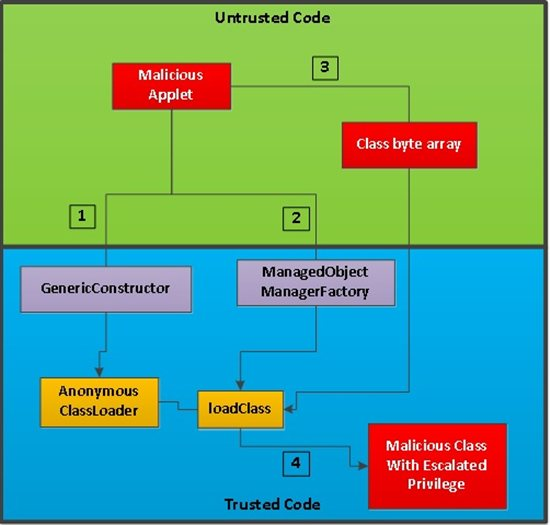 Untrusted Code
Malicious
Applet
3
Class byte array
1
2
GenericConstructor
ManagedObject
ManagerFactory
Anonymous
ClassLoader
loadClass
4
Malicious Class
With Escalated
Privilege
Trusted Code